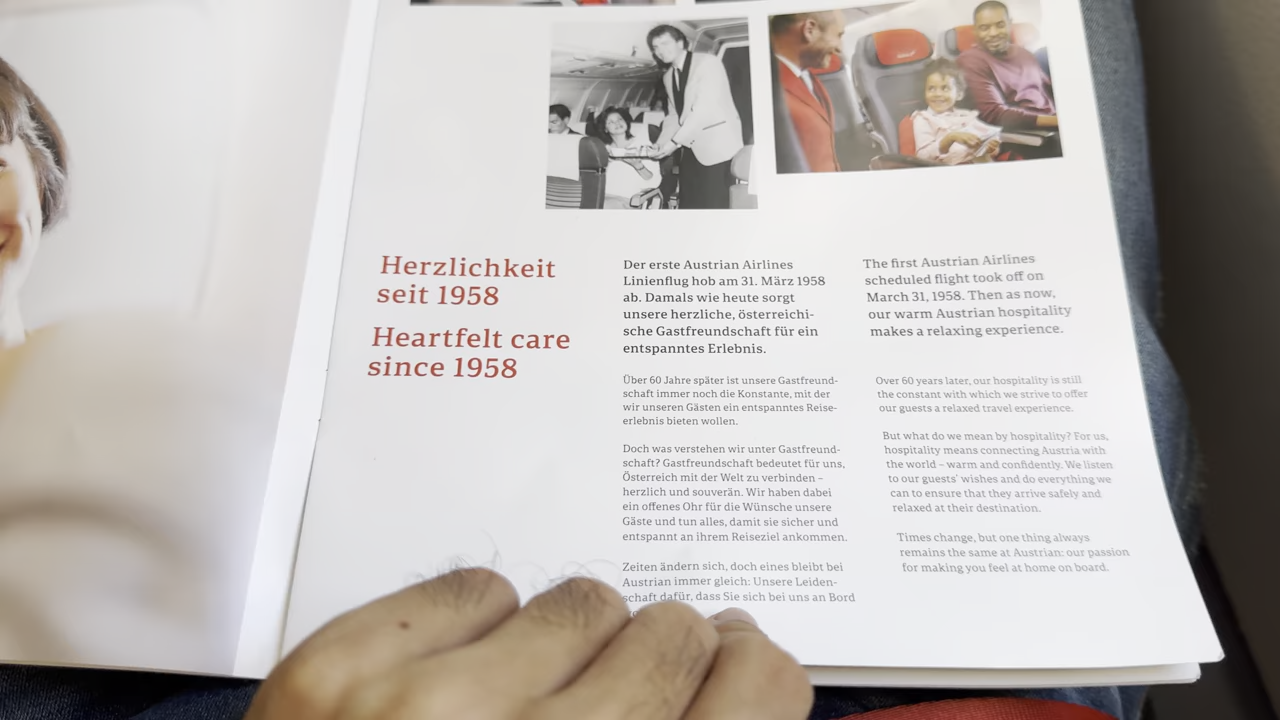 Herzlichkeit
seit 1958
Heartfelt care
since 1958
Der erste Austrian Airlines
Linienflug hob am 31. März 1958
ab. Damals wie heute sorgt
unsere herzliche, österreichi-
sche Gastfreundschaft für ein
entspanntes Erlebnis.
Über 60 Jahre später ist unsere Gastfreund-
schaft immer noch die Konstante, mit der
wir unseren Gästen ein entspanntes Reise-
erlebnis bieten wollen.
Doch was verstehen wir unter Gastfreund-
schaft? Gastfreundschaft bedeutet für uns,
Österreich mit der Welt zu verbinden –
herzlich und souverän. Wir haben dabei
ein offenes Ohr für die Wünsche unsere
Gäste und tun alles, damit sie sicher und
entspannt an ihrem Reiseziel ankommen.
Zeiten ändern sich, doch eines bleibt bei
Austrian immer gleich: Unsere Leiden-
schaft dafür, dass Sie sich bei uns an Bord
The first Austrian Airlines
scheduled flight took off on
March 31, 1958. Then as now,
our warm Austrian hospitality
makes a relaxing experience.
Over 60 years later, our hospitality is still
the constant with which we strive to offer
our guests a relaxed travel experience.
But what do we mean by hospitality? For us,
hospitality means connecting Austria with
the world – warm and confidently. We listen
to our guests' wishes and do everything we
can to ensure that they arrive safely and
relaxed at their destination.
Times change, but one thing always
remains the same at Austrian: our passion
for making you feel at home on board.